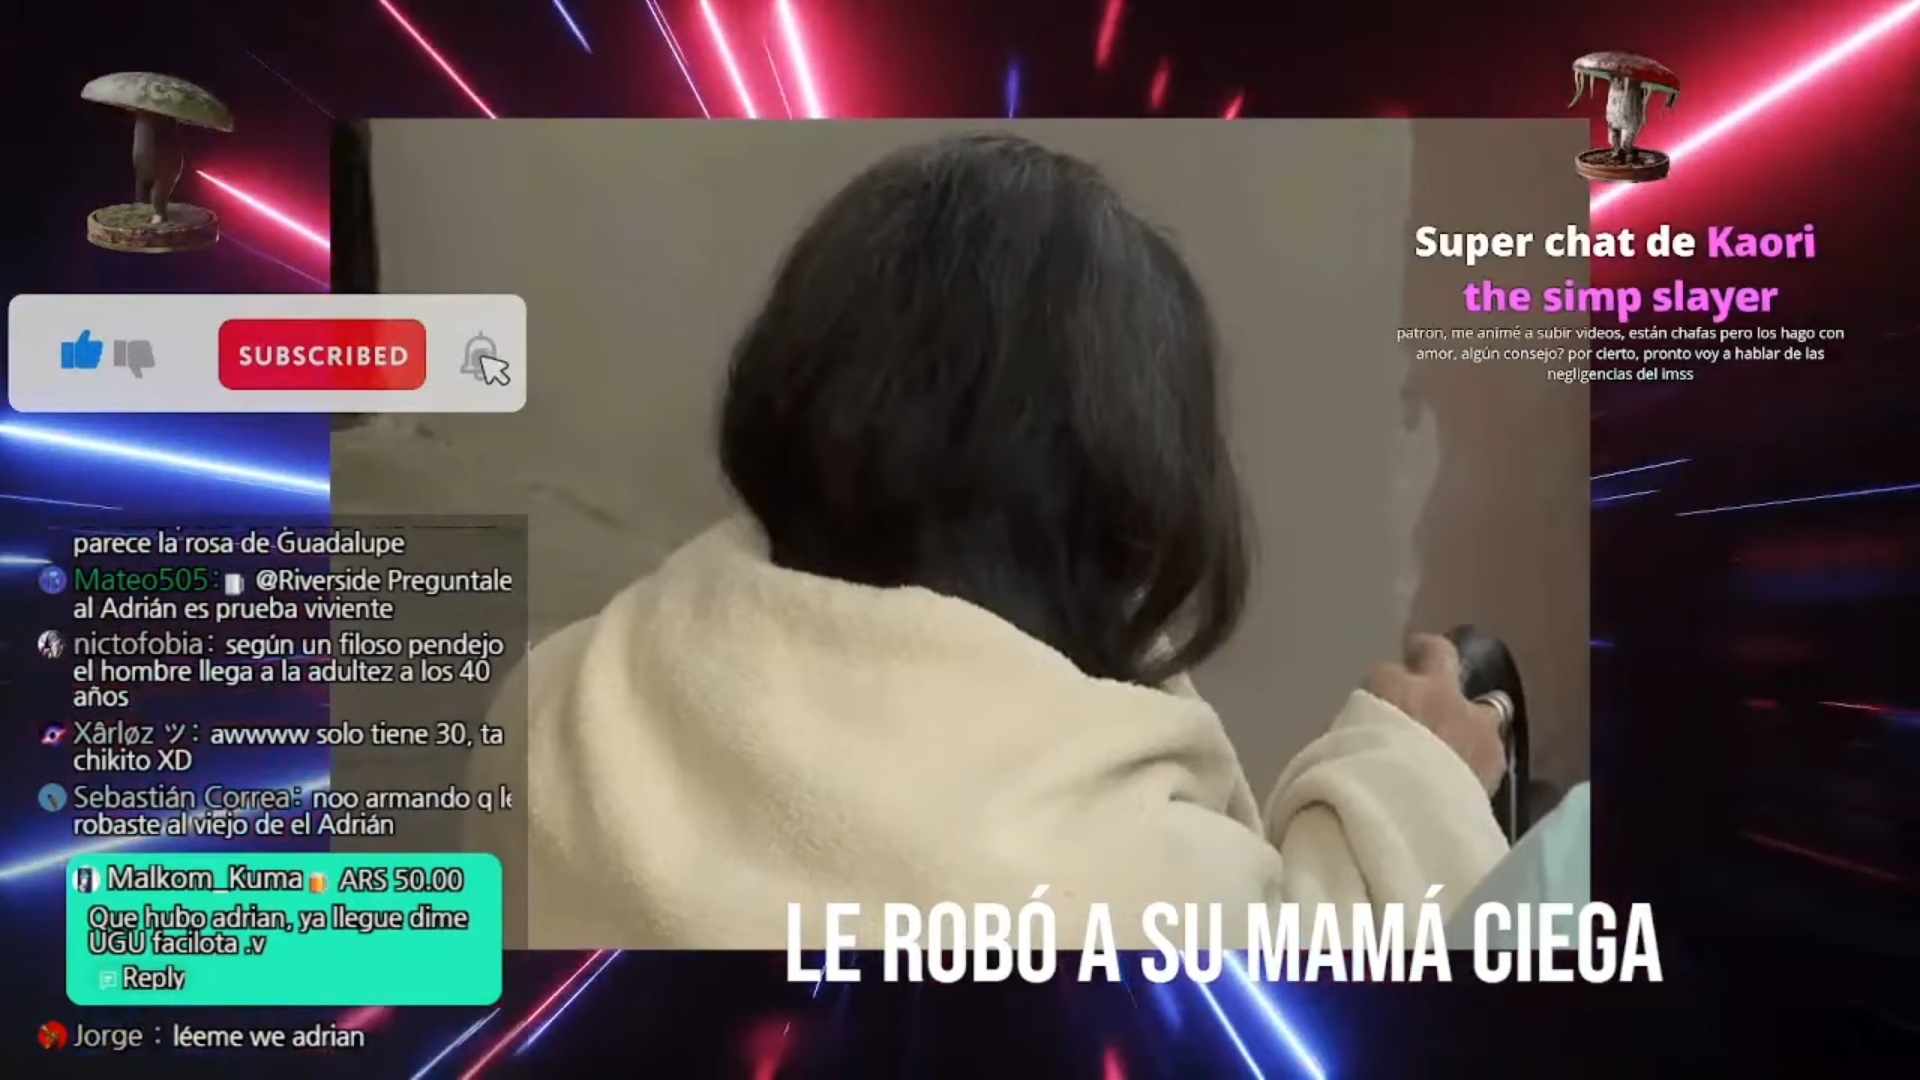 SUBSCRIBED
Super chat de Kaori
the simp slayer
patron, me animé a subir videos, están chafas pero los hago con
amor, algún consejo? por cierto, pronto voy a hablar de las
negligencias del imss
parece la rosa de Guadalupe
Mateo505: @Riverside Preguntale
al Adrián es prueba viviente
nictofobia: según un filoso pendejo
el hombre llega a la adultez a los 40
años
Xârløz ツ: awwww solo tiene 30, ta
chikito XD
Sebastián Correa: noo armando q le
robaste al viejo de el Adrián
Malkom_Kuma ARS 50.00
Que hubo adrian, ya llegue dime
UGU facilota .v
Reply
Jorge : léeme we adrian
LE ROBÓ A SU MAMÁ CIEGA